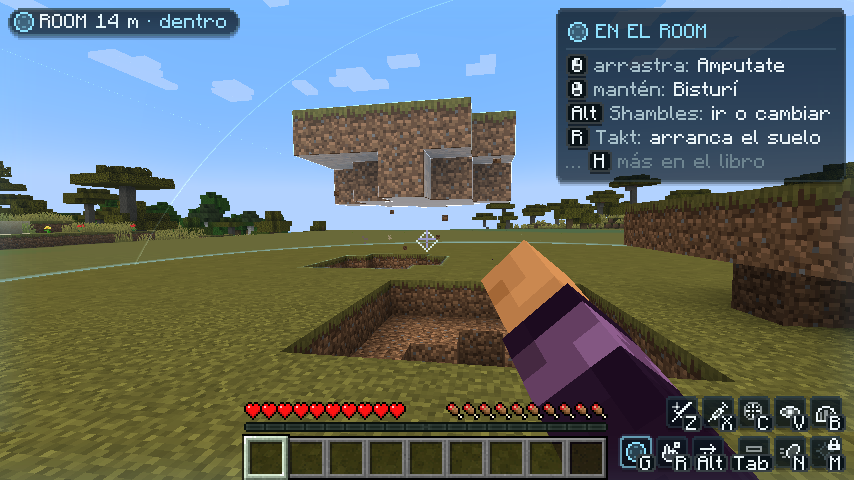 ROOM 14 m · dentro
EN EL ROOM
arrastra: Amputate
mantén: Bisturí
Alt Shambles: ir o cambiar
R Takt: arranca el suelo
... H más en el libro
Z X C V B
G R Alt Tab N M